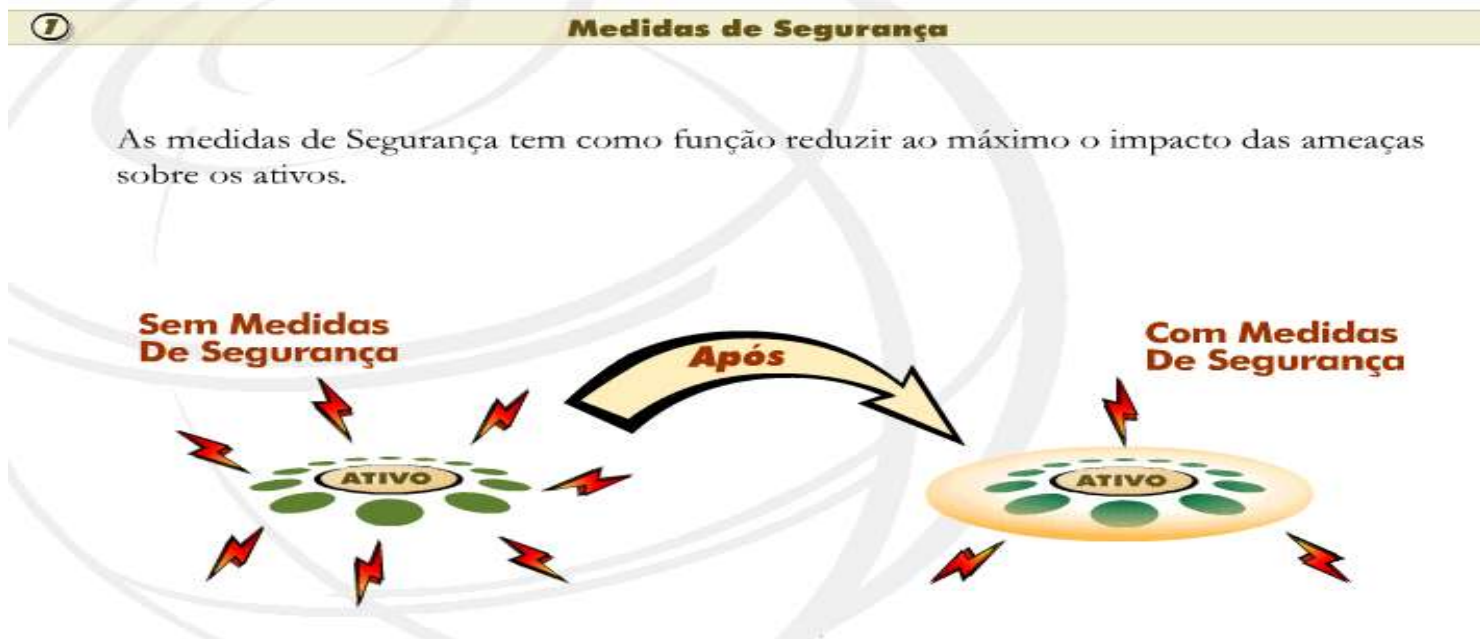 1 Medidas de Segurança
As medidas de Segurança tem como função reduzir ao máximo o impacto das ameaças
sobre os ativos.
Sem Medidas
De Segurança
Após
Com Medidas
De Segurança
ATIVO
ATIVO